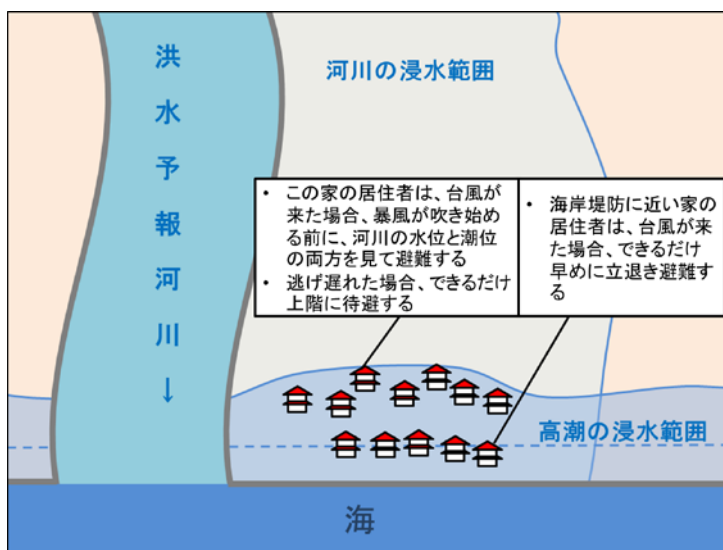 洪水予報河川↓
河川の浸水範囲
• この家の居住者は、台風が
来た場合、暴風が吹き始め
る前に、河川の水位と潮位
の両方を見て避難する
• 逃げ遅れた場合、できるだけ
上階に待避する
• 海岸堤防に近い家の
居住者は、台風が来
た場合、できるだけ
早めに立退き避難す
る
高潮の浸水範囲
海